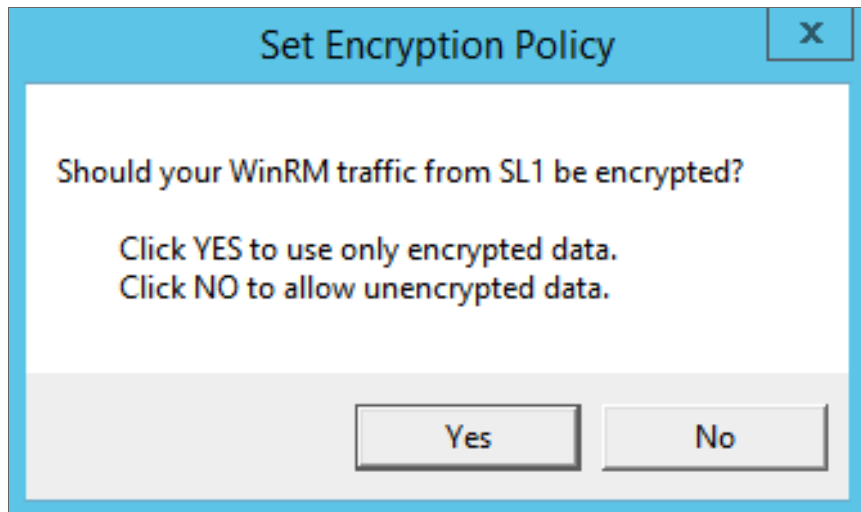 Set Encryption Policy
x
Should your WinRM traffic from SL1 be encrypted?
Click YES to use only encrypted data.
Click NO to allow unencrypted data.
Yes
No